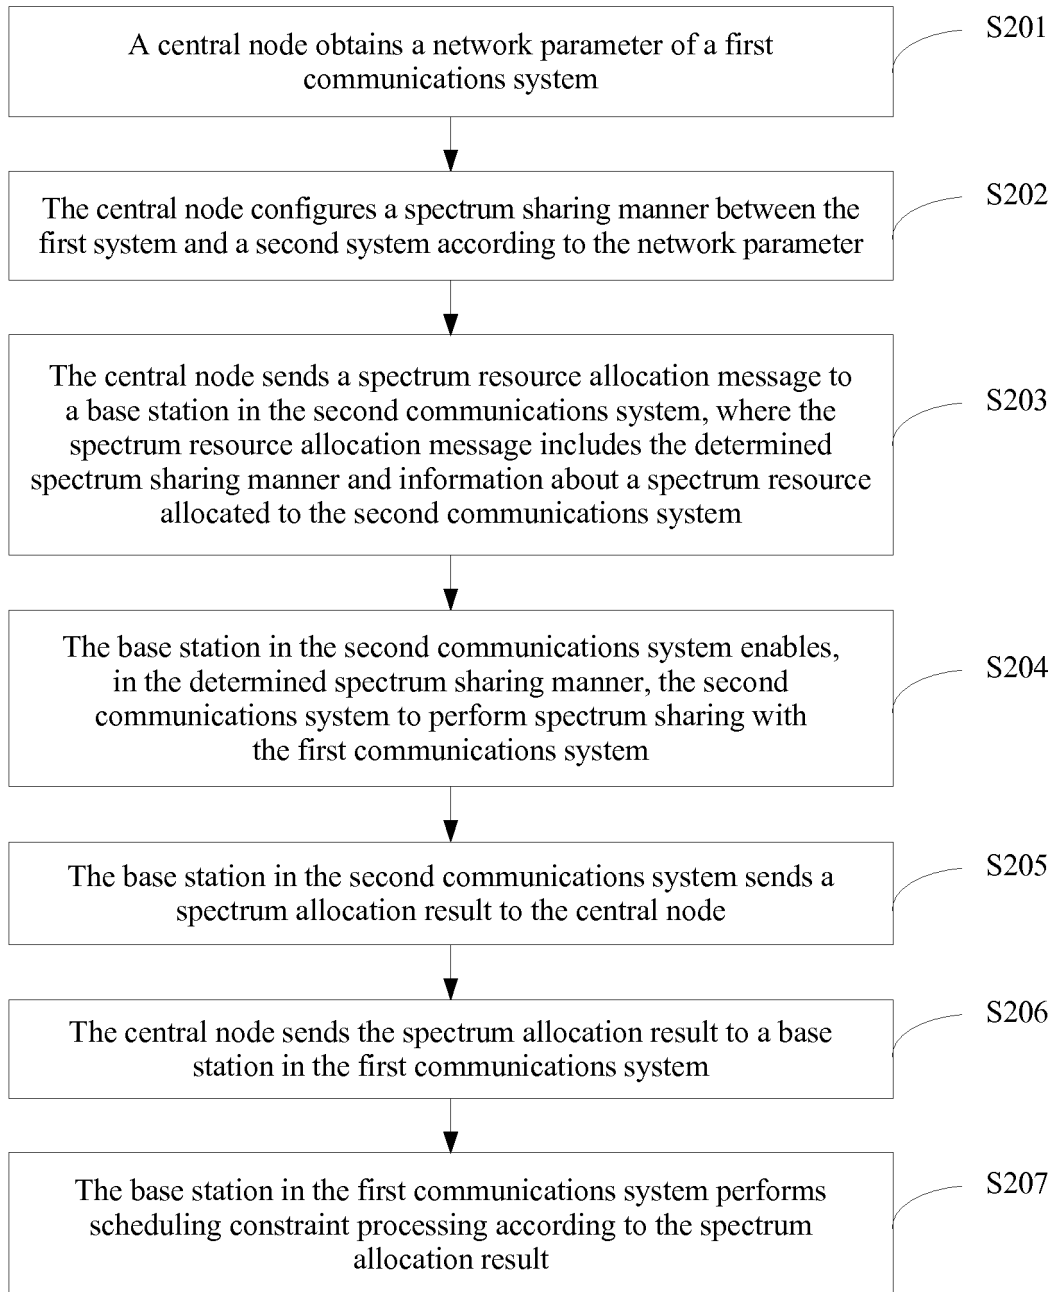 A central node obtains a network parameter of a first
communications system
S201
The central node configures a spectrum sharing manner between the
first system and a second system according to the network parameter
S202
The central node sends a spectrum resource allocation message to
a base station in the second communications system, where the
spectrum resource allocation message includes the determined
spectrum sharing manner and information about a spectrum resource
allocated to the second communications system
S203
The base station in the second communications system enables,
in the determined spectrum sharing manner, the second
communications system to perform spectrum sharing with
the first communications system
S204
The base station in the second communications system sends a
spectrum allocation result to the central node
S205
The central node sends the spectrum allocation result to a base
station in the first communications system
S206
The base station in the first communications system performs
scheduling constraint processing according to the spectrum
allocation result
S207